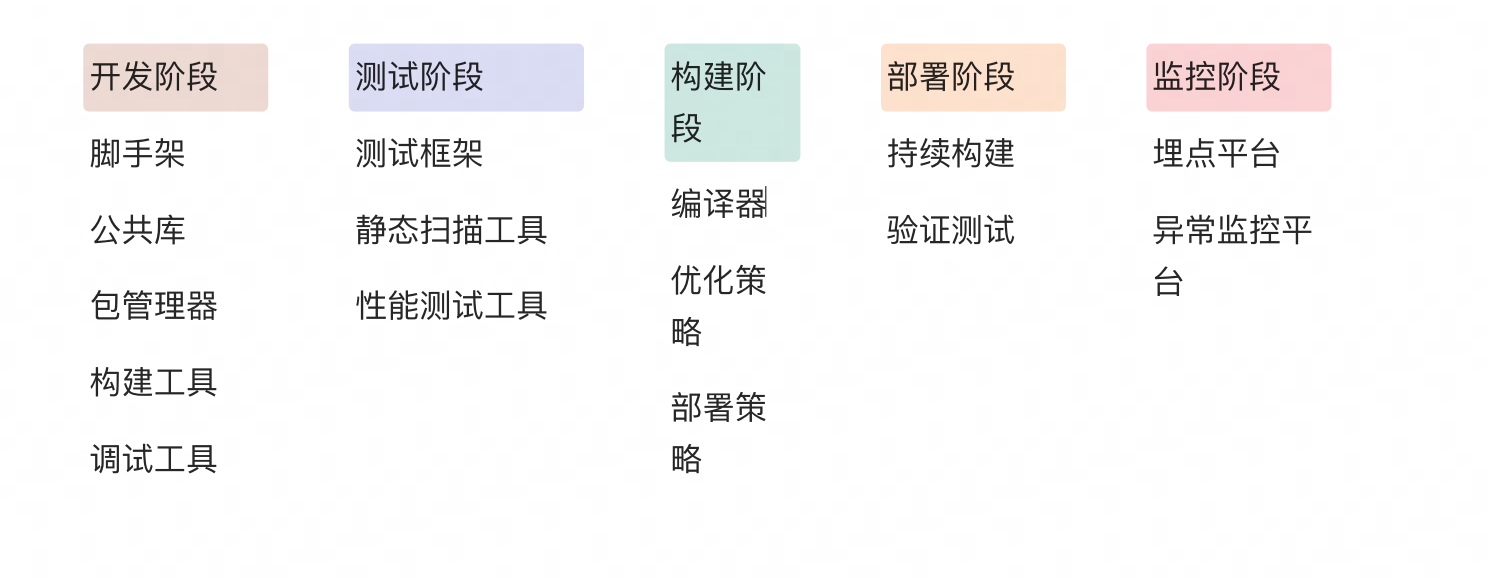 开发阶段
脚手架
公共库
包管理器
构建工具
调试工具
测试阶段
测试框架
静态扫描工具
性能测试工具
构建阶
段
编译器
优化策
略
部署策
略
部署阶段
持续构建
验证测试
监控阶段
埋点平台
异常监控平
台